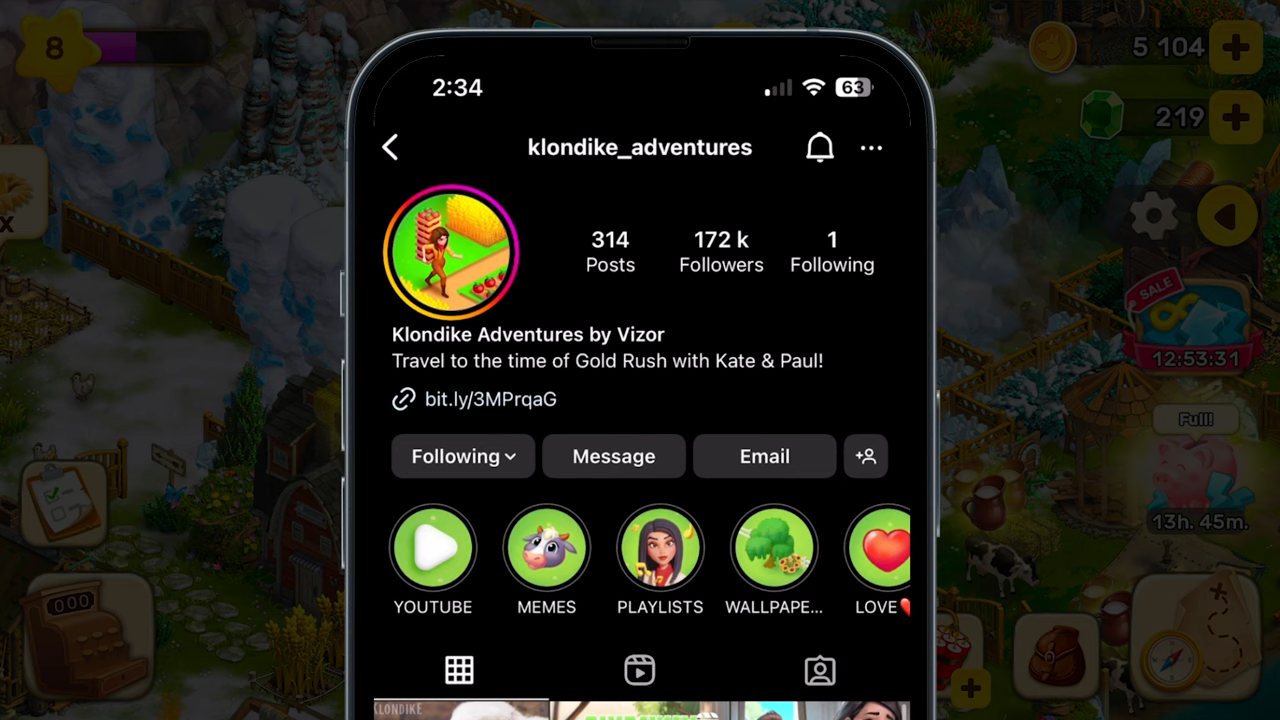 8
5 104
219
SALE
12:53:31
Full!
13h. 45m.
000
2:34
63
klondike_adventures
314
Posts
172 k
Followers
1
Following
Klondike Adventures by Vizor
Travel to the time of Gold Rush with Kate & Paul!
bit.ly/3MPrqaG
Following
Message
Email
YOUTUBE
MEMES
PLAYLISTS
WALLPAPE...
LOVE
KLONDIKE